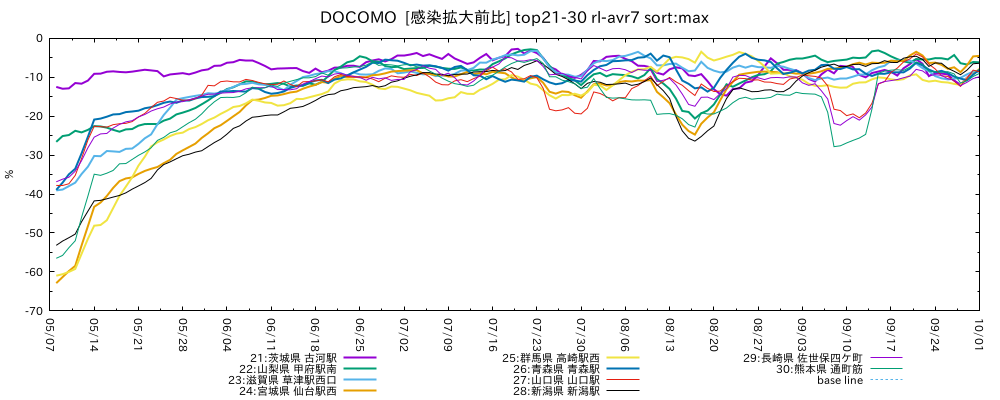 DOCOMO [感染拡大前比] top21-30 rl-avr7 sort:max
0
-10
-20
-30
-40
-50
-60
-70
%
05/07
05/14
05/21
05/28
06/04
06/11
06/18
06/25
07/02
07/09
07/16
07/23
07/30
08/06
08/13
08/20
08/27
09/03
09/10
09/17
09/24
10/01
21:茨城県 古河駅
22:山梨県 甲府駅南
23:滋賀県 草津駅西口
24:宮城県 仙台駅西
25:群馬県 高崎駅西
26:青森県 青森駅
27:山口県 山口駅
28:新潟県 新潟駅
29:長崎県 佐世保四ケ町
30:熊本県 通町筋
base line